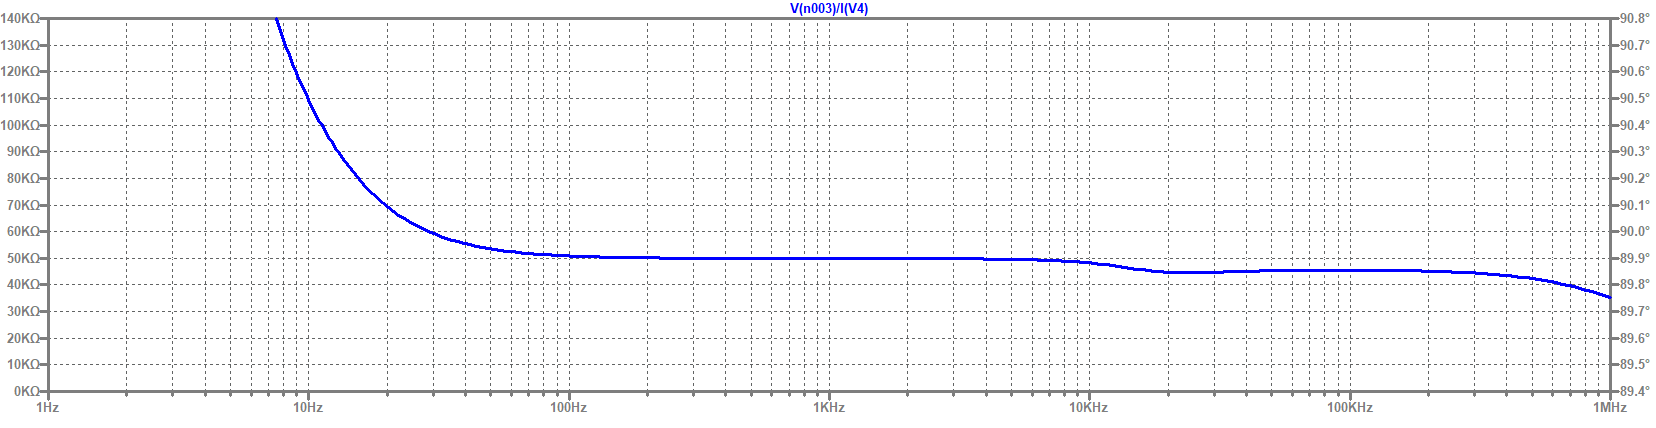 V(n003)/I(V4)
140KΩ 90.8°
130KΩ 90.7°
120KΩ 90.6°
110KΩ 90.5°
100KΩ 90.4°
90KΩ 90.3°
80KΩ 90.2°
70KΩ 90.1°
60KΩ 90.0°
50KΩ 89.9°
40KΩ 89.8°
30KΩ 89.7°
20KΩ 89.6°
10KΩ 89.5°
0KΩ 89.4°
1Hz 10Hz 100Hz 1KHz 10KHz 100KHz 1MHz